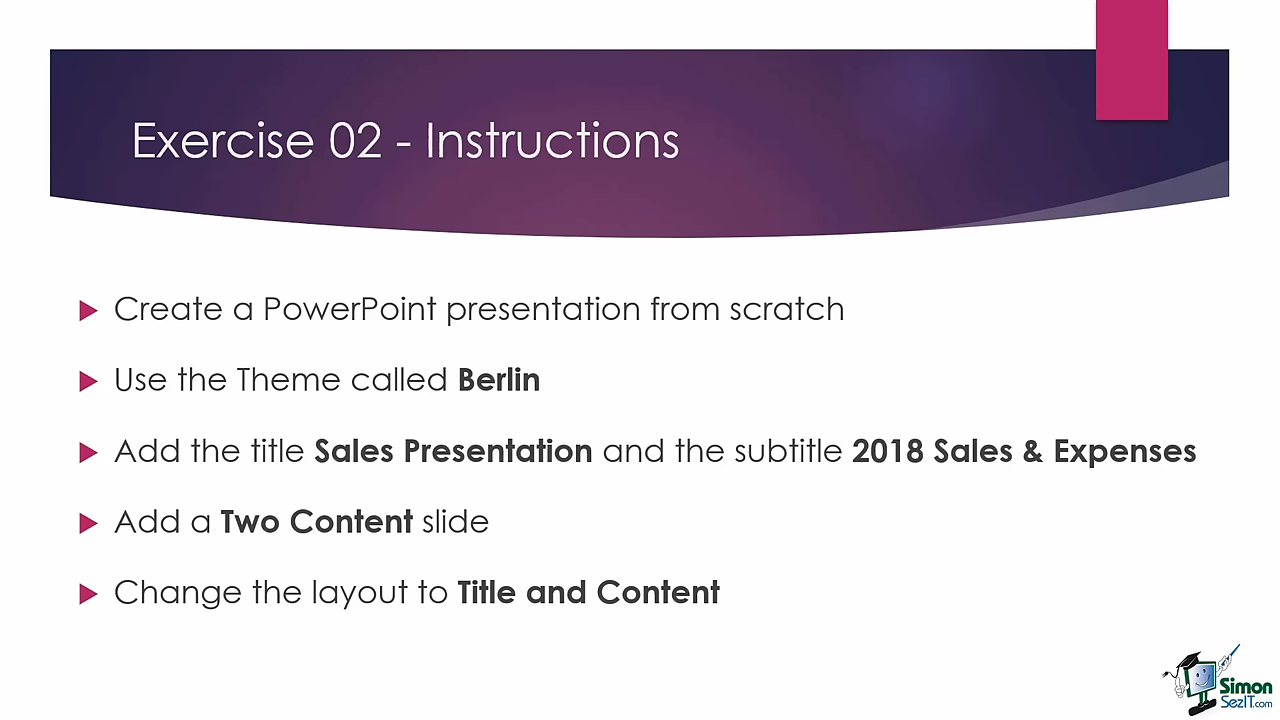 Exercise 02 - Instructions
Create a PowerPoint presentation from scratch
Use the Theme called Berlin
Add the title Sales Presentation and the subtitle 2018 Sales & Expenses
Add a Two Content slide
Change the layout to Title and Content
Simon
SezIT.com